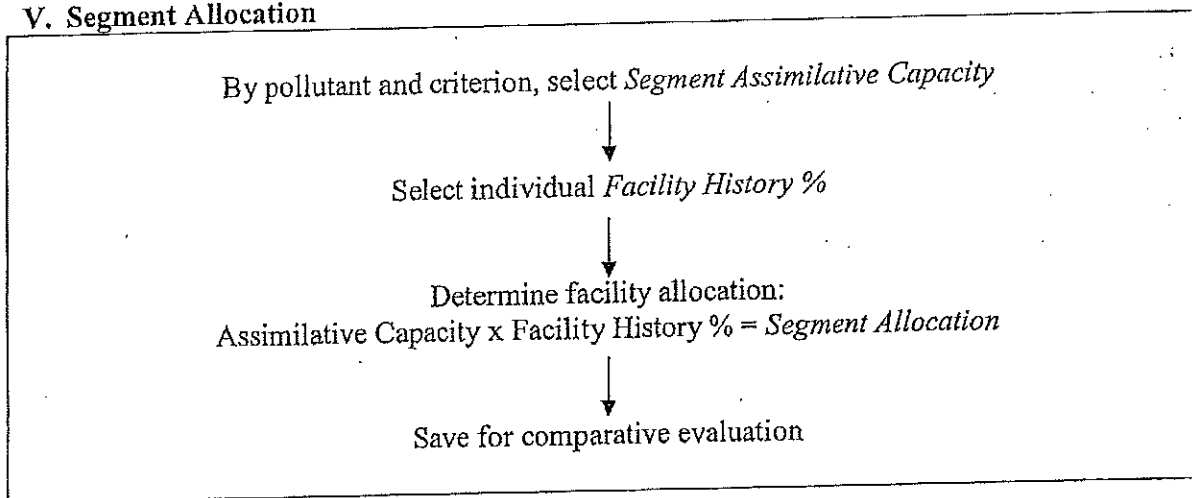 V. Segment Allocation
By pollutant and criterion, select Segment Assimilative Capacity
Select individual Facility History %
Determine facility allocation:
Assimilative Capacity x Facility History % = Segment Allocation
Save for comparative evaluation